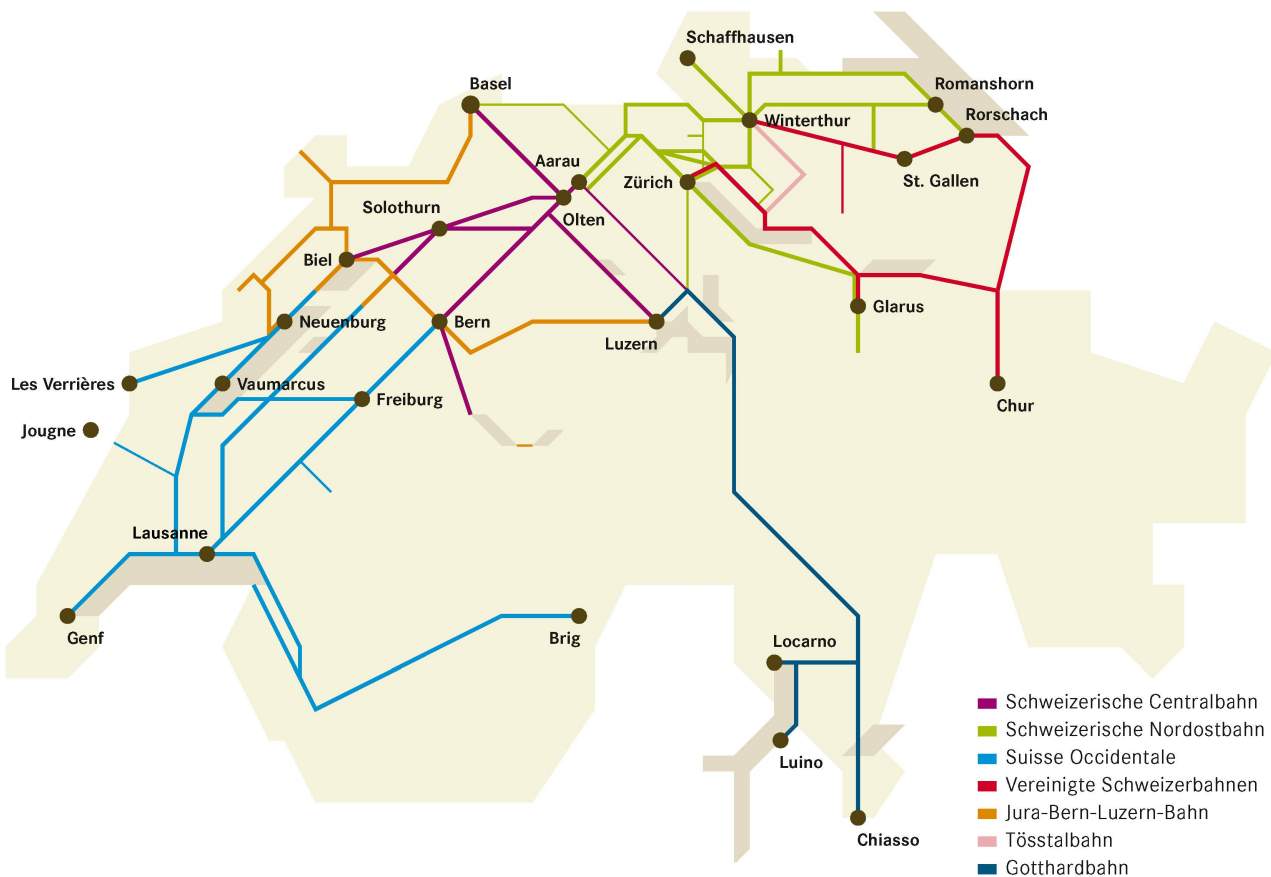 Schaffhausen
Basel
Romanshorn
Rorschach
Winterthur
Aarau
Zürich
St. Gallen
Solothurn
Olten
Biel
Glarus
Neuenburg
Bern
Luzern
Les Verrières
Vaumarcus
Freiburg
Chur
Jougne
Lausanne
Genf
Brig
Locarno
Luino
Chiasso
Schweizerische Centralbahn
Schweizerische Nordostbahn
Suisse Occidentale
Vereinigte Schweizerbahnen
Jura-Bern-Luzern-Bahn
Tösstalbahn
Gotthardbahn